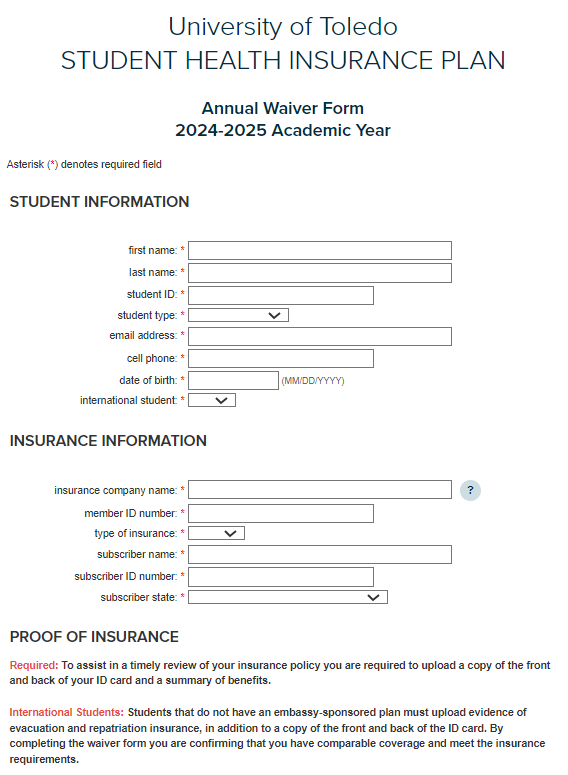 University of Toledo
STUDENT HEALTH INSURANCE PLAN
Annual Waiver Form
2024-2025 Academic Year
Asterisk (*) denotes required field
STUDENT INFORMATION
first name: *
last name: *
student ID: *
student type: *
email address: *
cell phone: *
date of birth: * (MM/DD/YYYY)
international student: *
INSURANCE INFORMATION
insurance company name: * ?
member ID number: *
type of insurance: *
subscriber name: *
subscriber ID number: *
subscriber state: *
PROOF OF INSURANCE
Required: To assist in a timely review of your insurance policy you are required to upload a copy of the front
and back of your ID card and a summary of benefits.
International Students: Students that do not have an embassy-sponsored plan must upload evidence of
evacuation and repatriation insurance, in addition to a copy of the front and back of the ID card. By
completing the waiver form you are confirming that you have comparable coverage and meet the insurance
requirements.